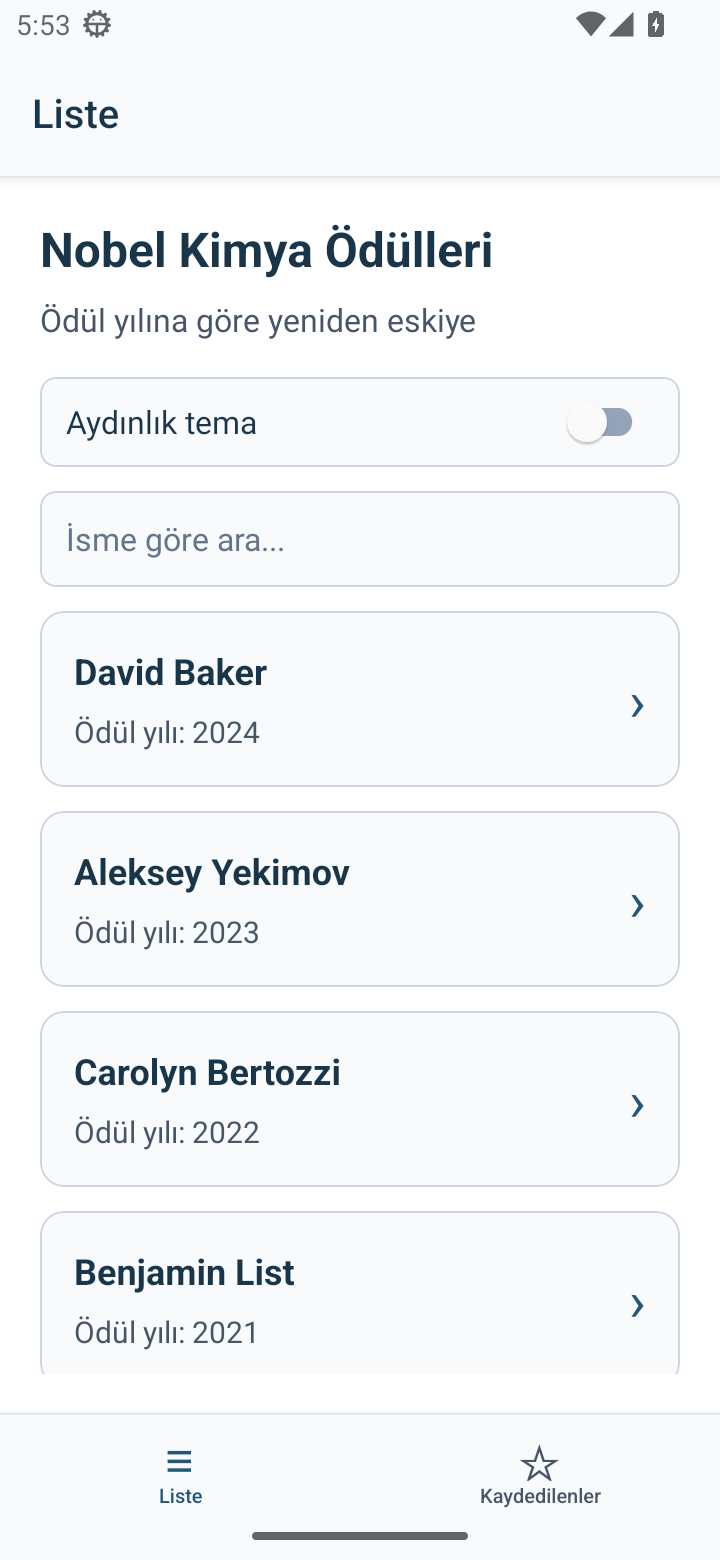 5:53
Liste
Nobel Kimya Ödülleri
Ödül yılına göre yeniden eskiye
Aydınlık tema
İsme göre ara...
David Baker
Ödül yılı: 2024
Aleksey Yekimov
Ödül yılı: 2023
Carolyn Bertozzi
Ödül yılı: 2022
Benjamin List
Ödül yılı: 2021
Liste
Kaydedilenler